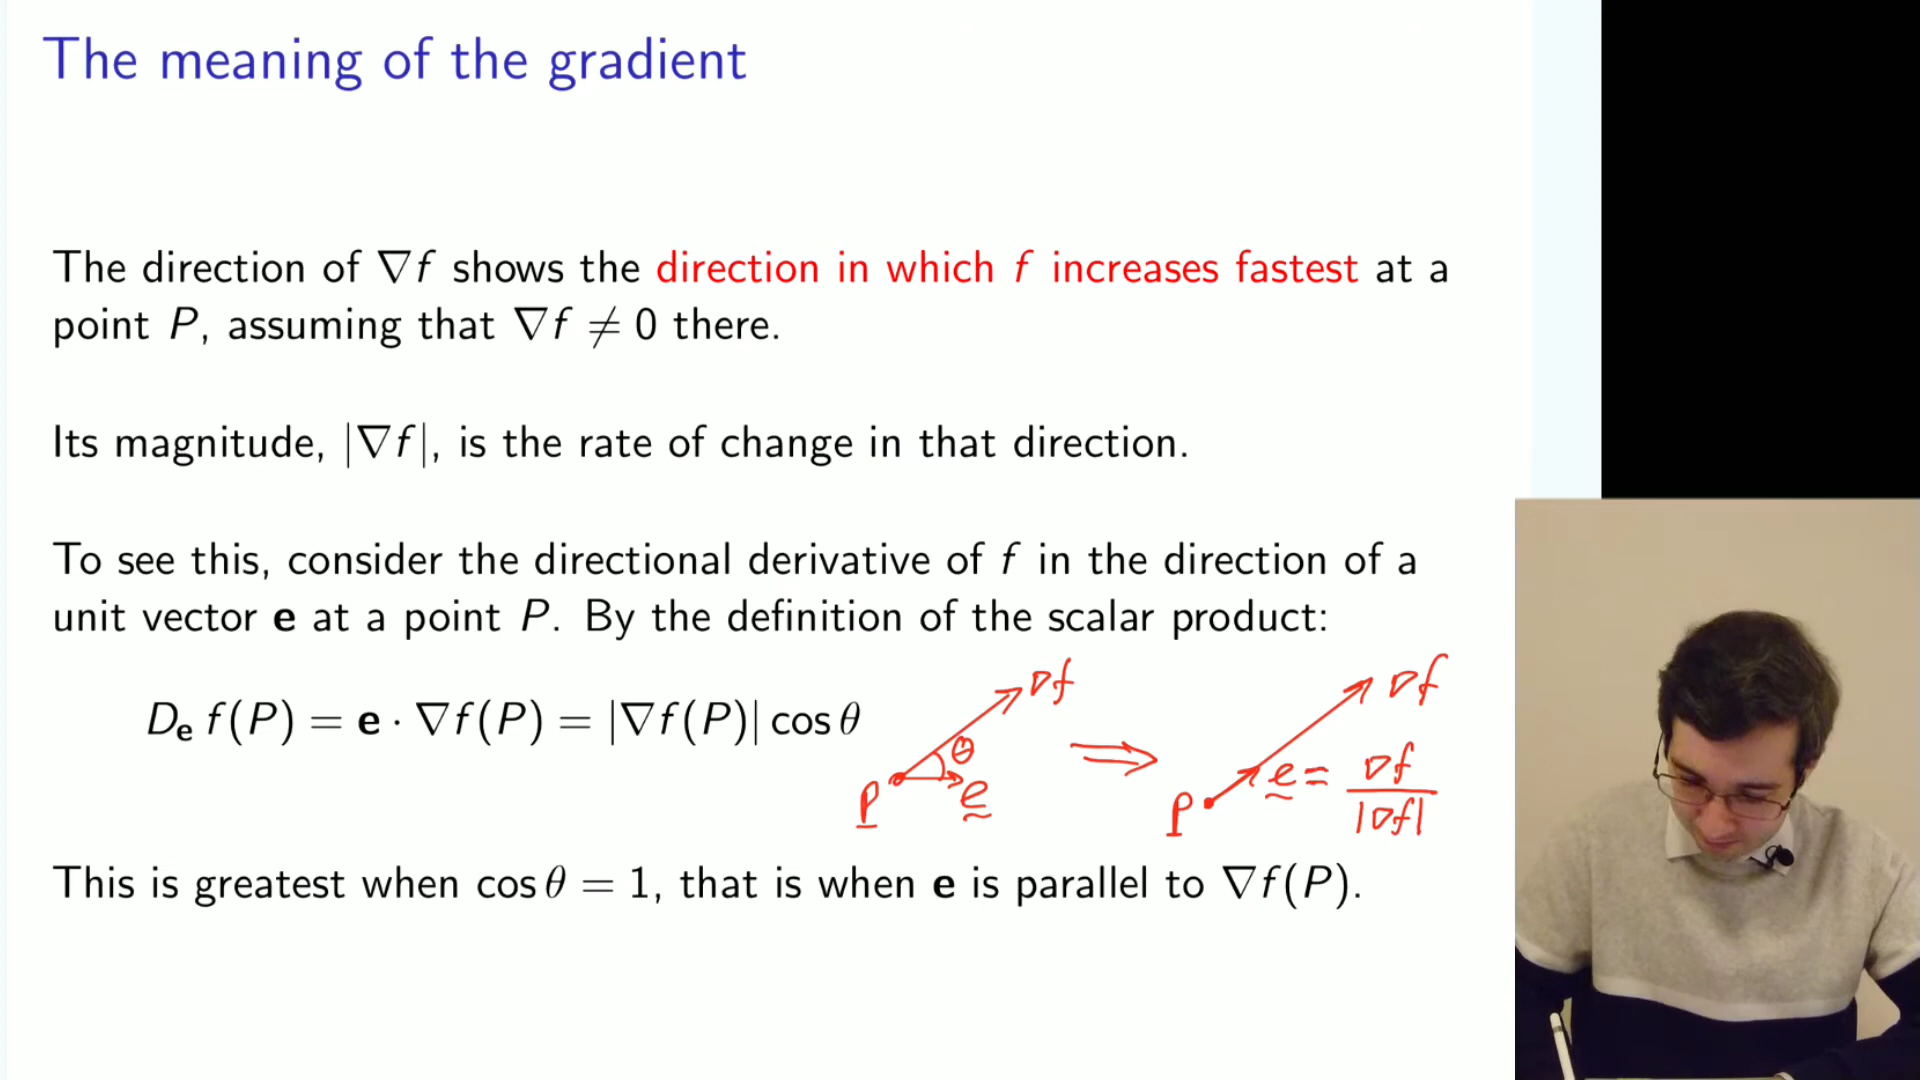 The meaning of the gradient
The direction of ∇f shows the direction in which f increases fastest at a
point P, assuming that ∇f ≠ 0 there.
Its magnitude, |∇f|, is the rate of change in that direction.
To see this, consider the directional derivative of f in the direction of a
unit vector e at a point P. By the definition of the scalar product:
D_e f(P) = e · ∇f(P) = |∇f(P)| cos θ
P θ e ∇f ⇒ P ∇f e = ∇f / |∇f|
This is greatest when cos θ = 1, that is when e is parallel to ∇f(P).